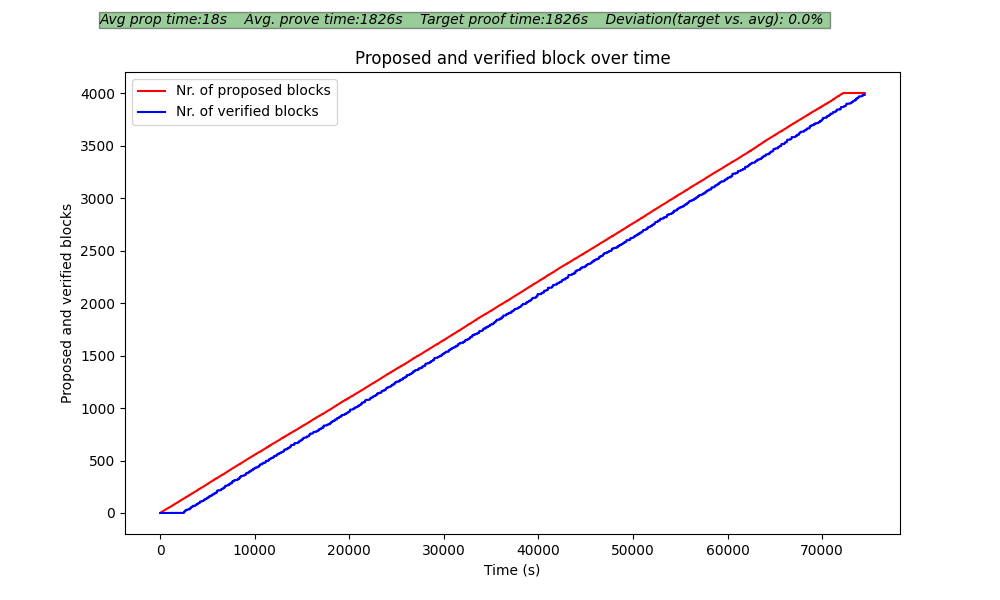 Avg prop time:18s    Avg. prove time:1826s    Target proof time:1826s    Deviation(target vs. avg): 0.0%
Proposed and verified block over time
Nr. of proposed blocks
Nr. of verified blocks
Proposed and verified blocks
4000
3500
3000
2500
2000
1500
1000
500
0
0 10000 20000 30000 40000 50000 60000 70000
Time (s)